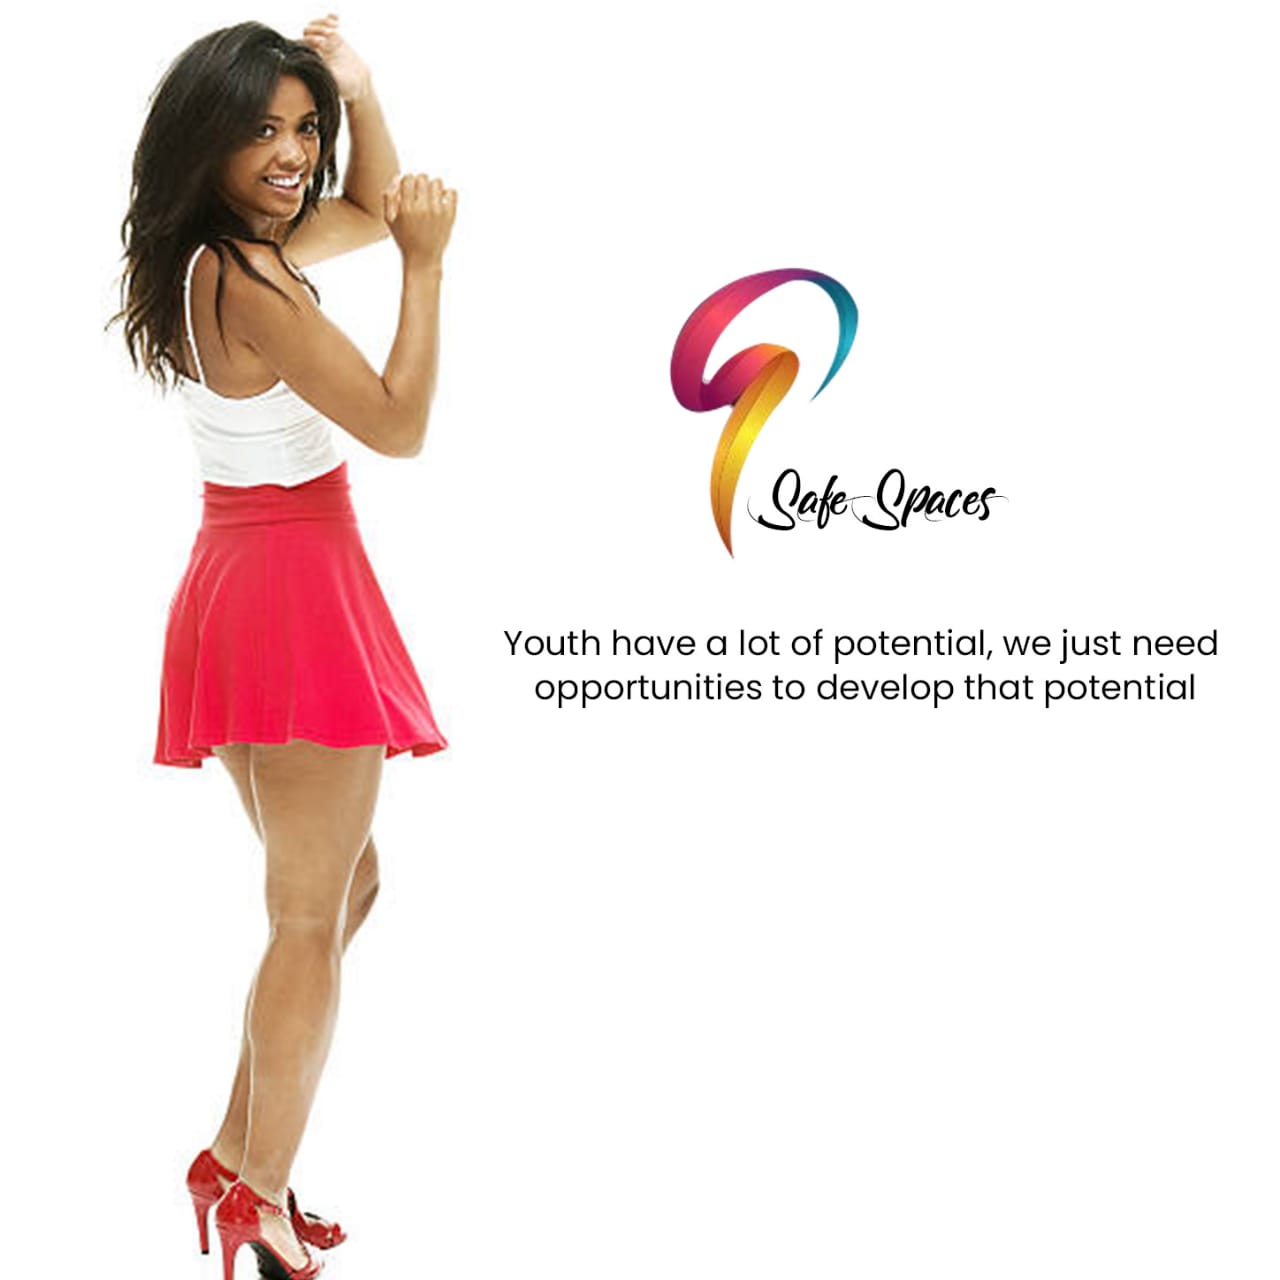 Safe Spaces
Youth have a lot of potential, we just need
opportunities to develop that potential